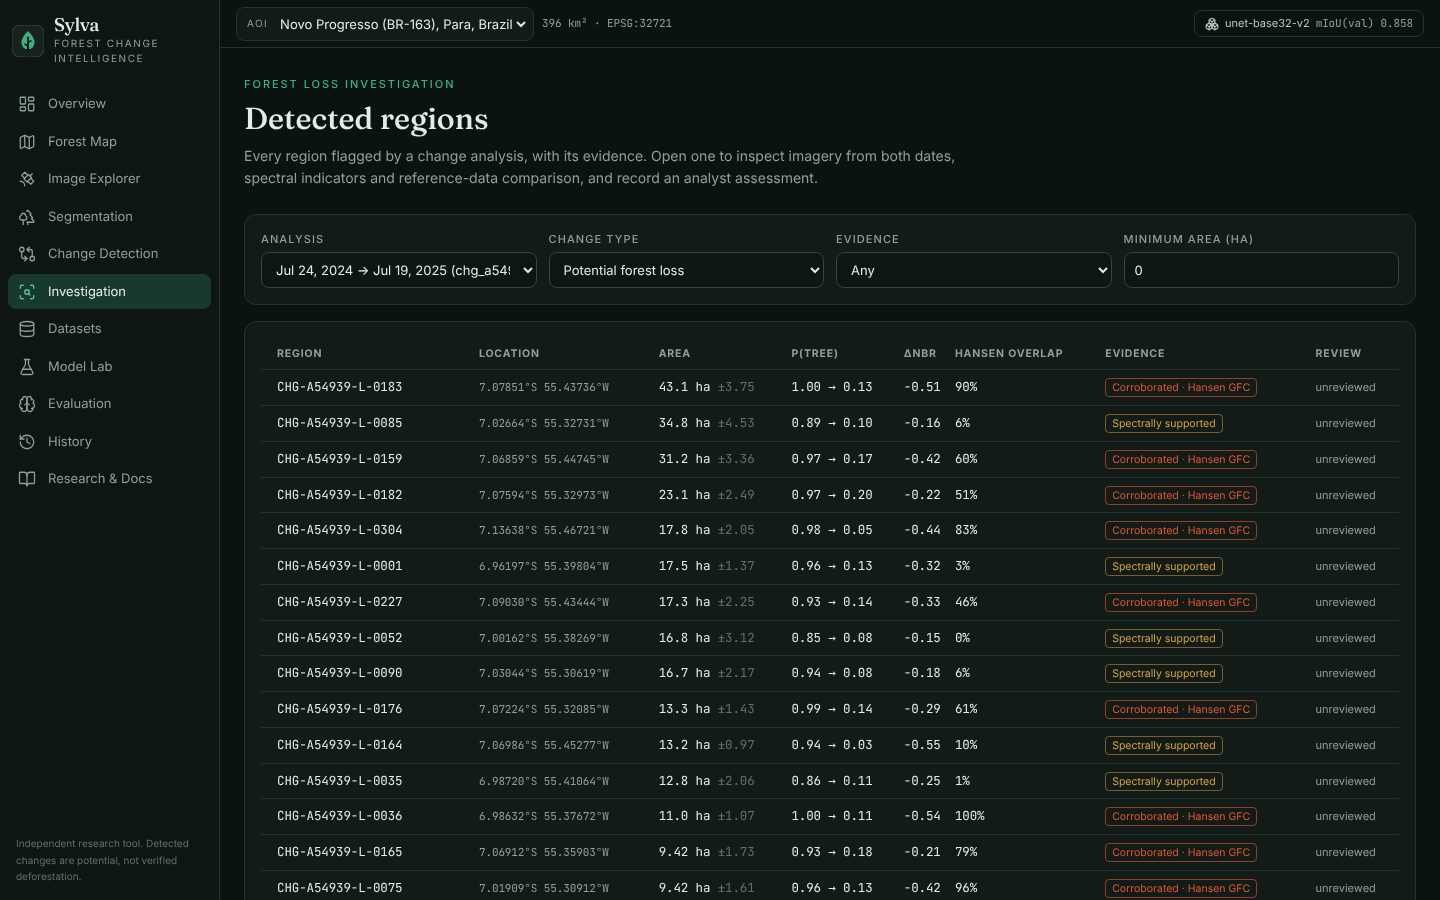 Sylva
FOREST CHANGE
INTELLIGENCE
Overview
Forest Map
Image Explorer
Segmentation
Change Detection
Investigation
Datasets
Model Lab
Evaluation
History
Research & Docs
Independent research tool. Detected
changes are potential, not verified
deforestation.
AOI Novo Progresso (BR-163), Para, Brazil 396 km² · EPSG:32721
unet-base32-v2 mIoU(val) 0.858
FOREST LOSS INVESTIGATION
Detected regions
Every region flagged by a change analysis, with its evidence. Open one to inspect imagery from both dates,
spectral indicators and reference-data comparison, and record an analyst assessment.
ANALYSIS CHANGE TYPE EVIDENCE MINIMUM AREA (HA)
Jul 24, 2024 → Jul 19, 2025 (chg_a549 Potential forest loss Any 0
REGION LOCATION AREA P(TREE) ΔNBR HANSEN OVERLAP EVIDENCE REVIEW
CHG-A54939-L-0183 7.07851°S 55.43736°W 43.1 ha ±3.75 1.00 → 0.13 -0.51 90% Corroborated · Hansen GFC unreviewed
CHG-A54939-L-0085 7.02664°S 55.32731°W 34.8 ha ±4.53 0.89 → 0.10 -0.16 6% Spectrally supported unreviewed
CHG-A54939-L-0159 7.06859°S 55.44745°W 31.2 ha ±3.36 0.97 → 0.17 -0.42 60% Corroborated · Hansen GFC unreviewed
CHG-A54939-L-0182 7.07594°S 55.32973°W 23.1 ha ±2.49 0.97 → 0.20 -0.22 51% Corroborated · Hansen GFC unreviewed
CHG-A54939-L-0304 7.13638°S 55.46721°W 17.8 ha ±2.05 0.98 → 0.05 -0.44 83% Corroborated · Hansen GFC unreviewed
CHG-A54939-L-0001 6.96197°S 55.39804°W 17.5 ha ±1.37 0.96 → 0.13 -0.32 3% Spectrally supported unreviewed
CHG-A54939-L-0227 7.09030°S 55.43444°W 17.3 ha ±2.25 0.93 → 0.14 -0.33 46% Corroborated · Hansen GFC unreviewed
CHG-A54939-L-0052 7.00162°S 55.38269°W 16.8 ha ±3.12 0.85 → 0.08 -0.15 0% Spectrally supported unreviewed
CHG-A54939-L-0090 7.03044°S 55.30619°W 16.7 ha ±2.17 0.94 → 0.08 -0.18 6% Spectrally supported unreviewed
CHG-A54939-L-0176 7.07224°S 55.32085°W 13.3 ha ±1.43 0.99 → 0.14 -0.29 61% Corroborated · Hansen GFC unreviewed
CHG-A54939-L-0164 7.06986°S 55.45277°W 13.2 ha ±0.97 0.94 → 0.03 -0.55 10% Spectrally supported unreviewed
CHG-A54939-L-0035 6.98720°S 55.41064°W 12.8 ha ±2.06 0.86 → 0.11 -0.25 1% Spectrally supported unreviewed
CHG-A54939-L-0036 6.98632°S 55.37672°W 11.0 ha ±1.07 1.00 → 0.11 -0.54 100% Corroborated · Hansen GFC unreviewed
CHG-A54939-L-0165 7.06912°S 55.35903°W 9.42 ha ±1.73 0.93 → 0.18 -0.21 79% Corroborated · Hansen GFC unreviewed
CHG-A54939-L-0075 7.01909°S 55.30912°W 9.42 ha ±1.61 0.96 → 0.13 -0.42 96% Corroborated · Hansen GFC unreviewed